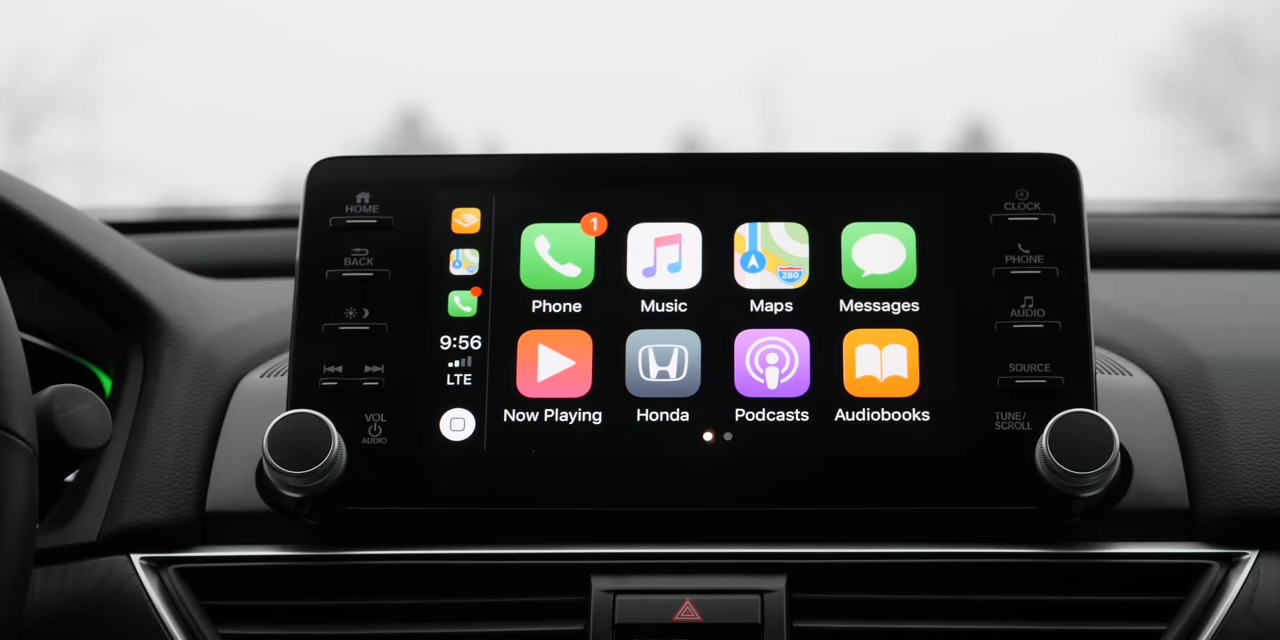 HOME
BACK
VOL
AUDIO
9:56
LTE
1
Phone
Music
280
Maps
Messages
Now Playing
Honda
Podcasts
Audiobooks
CLOCK
PHONE
AUDIO
SOURCE
TUNE/
SCROLL